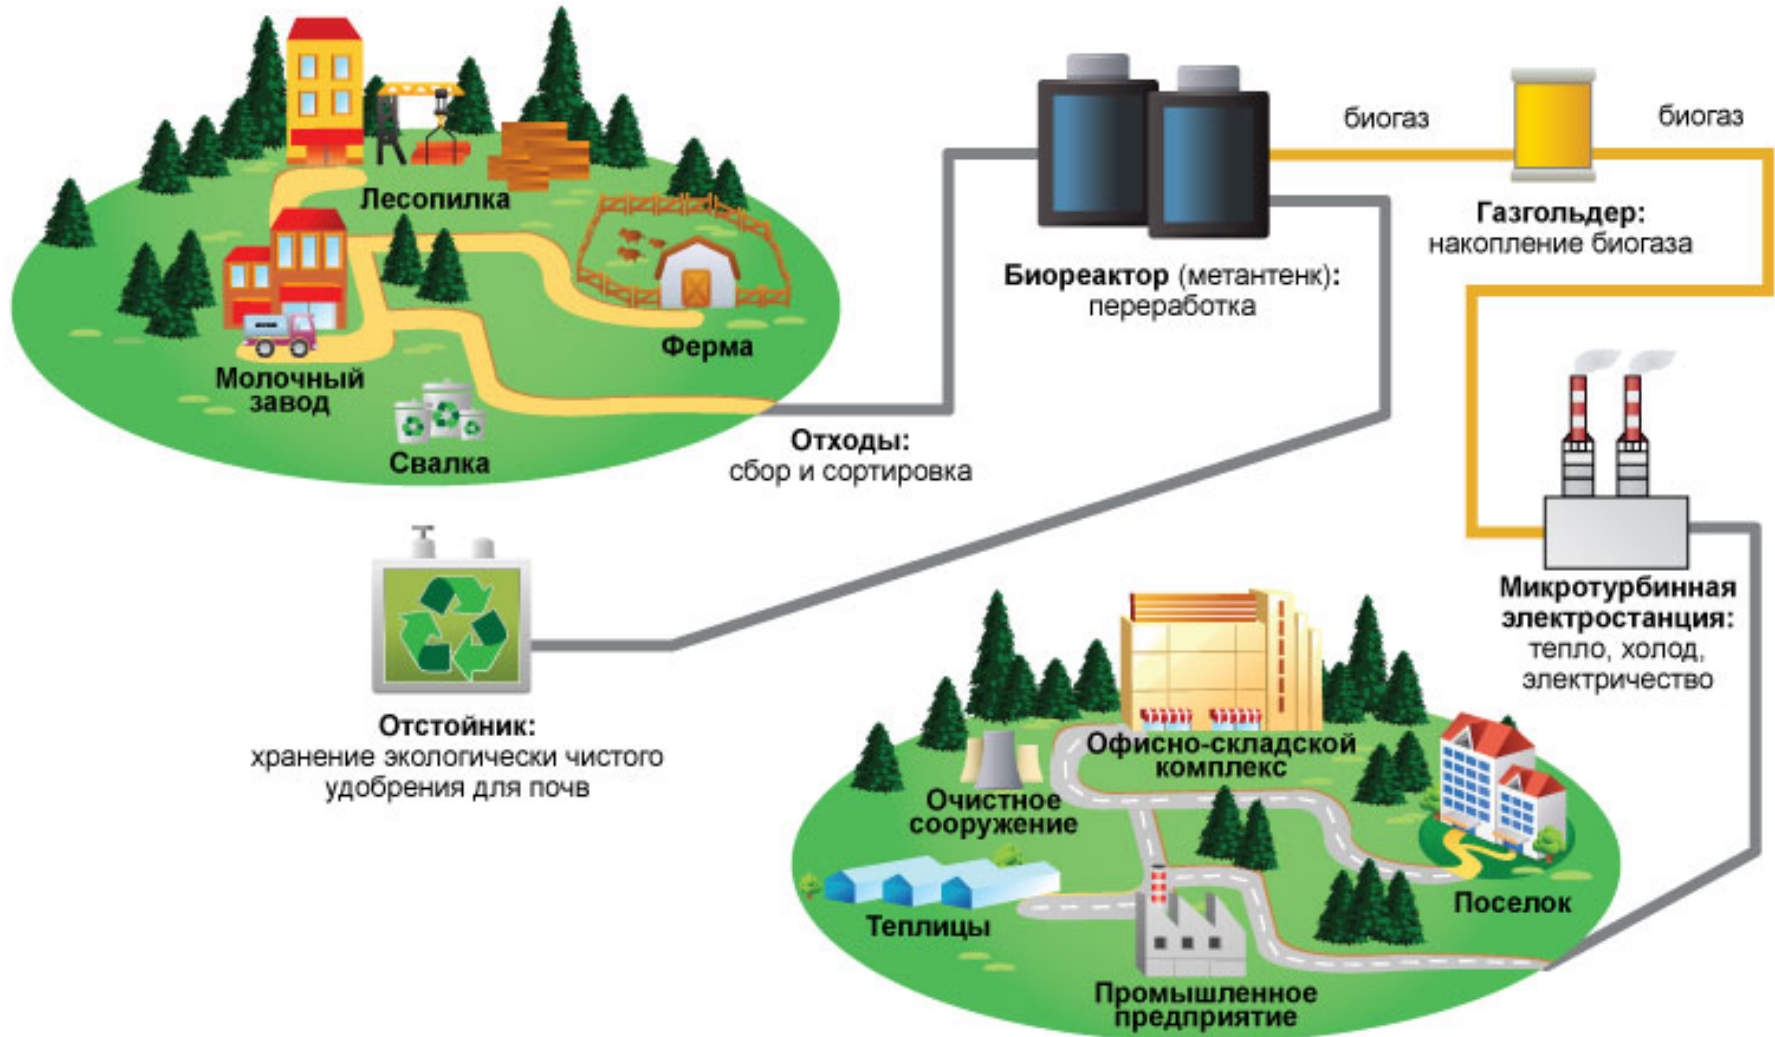 Лесопилка
Ферма
Молочный
завод
Свалка
Отходы:
сбор и сортировка
Биореактор (метантенк):
переработка
биогаз
биогаз
Газгольдер:
накопление биогаза
Микротурбинная
электростанция:
тепло, холод,
электричество
Отстойник:
хранение экологически чистого
удобрения для почв
Офисно-складской
комплекс
Очистное
сооружение
Теплицы
Поселок
Промышленное
предприятие